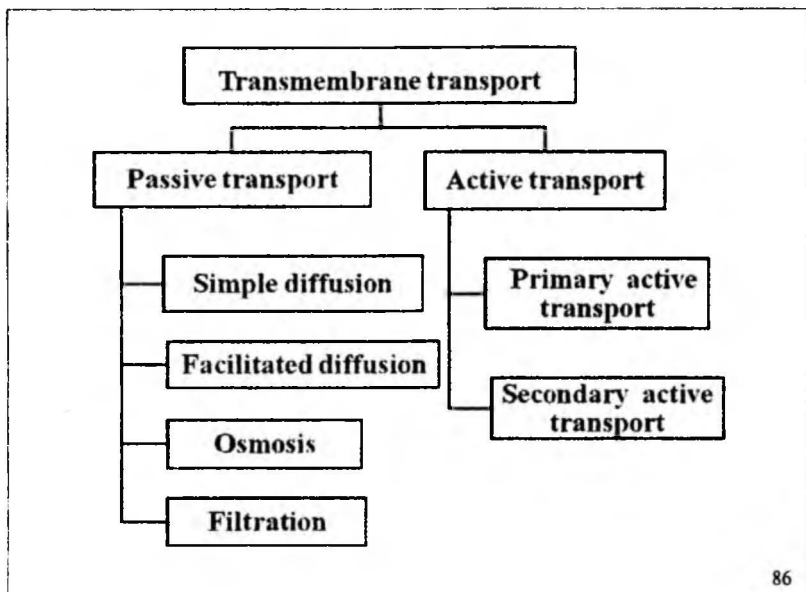 Transmembrane transport
Passive transport
Active transport
Simple diffusion
Facilitated diffusion
Osmosis
Filtration
Primary active
transport
Secondary active
transport
86